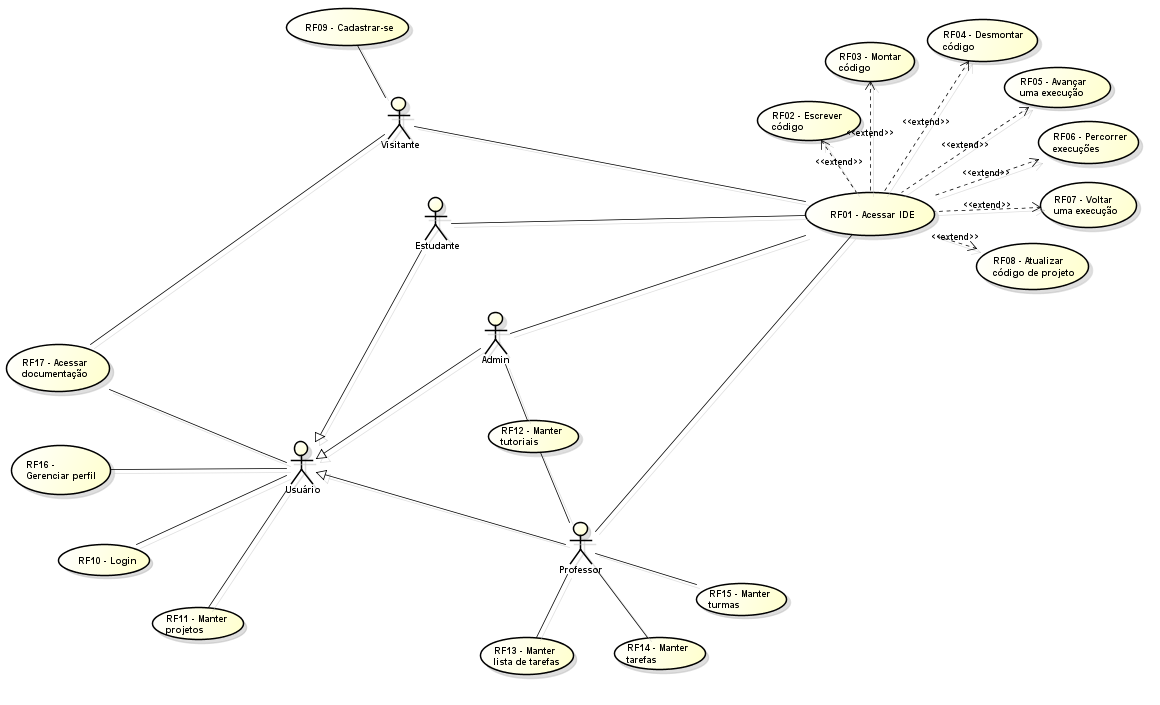 RF09 - Cadastrar-se
RF04 - Desmontar
código
RF03 - Montar
código
RF05 - Avançar
uma execução
RF02 - Escrever
código
<<extend>>
<<extend>>
<<extend>>
<<extend>>
<<extend>>
<<extend>>
<<extend>>
RF06 - Percorrer
execuções
Visitante
RF07 - Voltar
uma execução
RF01 - Acessar IDE
Estudante
RF08 - Atualizar
código de projeto
Admin
RF17 - Acessar
documentação
RF12 - Manter
tutoriais
RF16 -
Gerenciar perfil
Usuário
RF10 - Login
Professor
RF15 - Manter
turmas
RF11 - Manter
projetos
RF13 - Manter
lista de tarefas
RF14 - Manter
tarefas